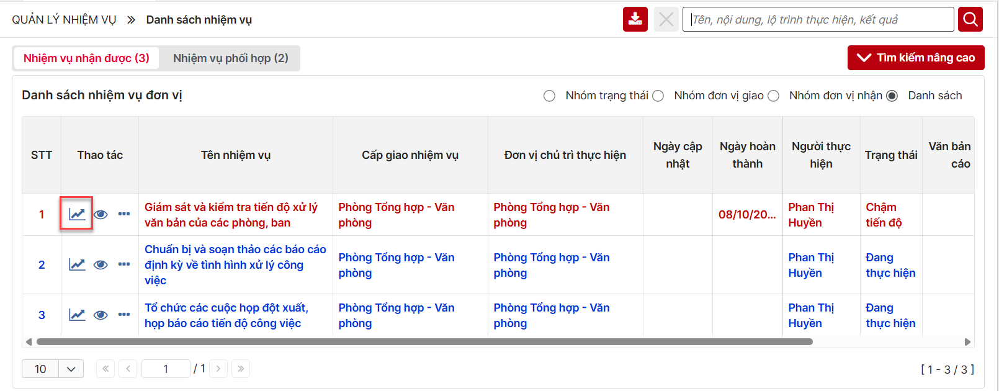 QUẢN LÝ NHIỆM VỤ » Danh sách nhiệm vụ
Tên, nội dung, lộ trình thực hiện, kết quả
Nhiệm vụ nhận được (3) Nhiệm vụ phối hợp (2)
Tìm kiếm nâng cao
Danh sách nhiệm vụ đơn vị
Nhóm trạng thái Nhóm đơn vị giao Nhóm đơn vị nhận Danh sách
STT
Thao tác
Tên nhiệm vụ
Cấp giao nhiệm vụ
Đơn vị chủ trì thực hiện
Ngày cập
nhật
Ngày hoàn
thành
Người thực
hiện
Trạng thái
Văn bản
cáo
1
Giám sát và kiểm tra tiến độ xử lý
văn bản của các phòng, ban
Phòng Tổng hợp - Văn
phòng
Phòng Tổng hợp - Văn
phòng
08/10/20...
Phan Thị
Huyền
Chậm
tiến độ
2
Chuẩn bị và soạn thảo các báo cáo
định kỳ về tình hình xử lý công
việc
Phòng Tổng hợp - Văn
phòng
Phòng Tổng hợp - Văn
phòng
Phan Thị
Huyền
Đang
thực hiện
3
Tổ chức các cuộc họp đột xuất,
họp báo cáo tiến độ công việc
Phòng Tổng hợp - Văn
phòng
Phòng Tổng hợp - Văn
phòng
Phan Thị
Huyền
Đang
thực hiện
10 « ‹ 1 / 1 › »
[ 1 - 3 / 3 ]